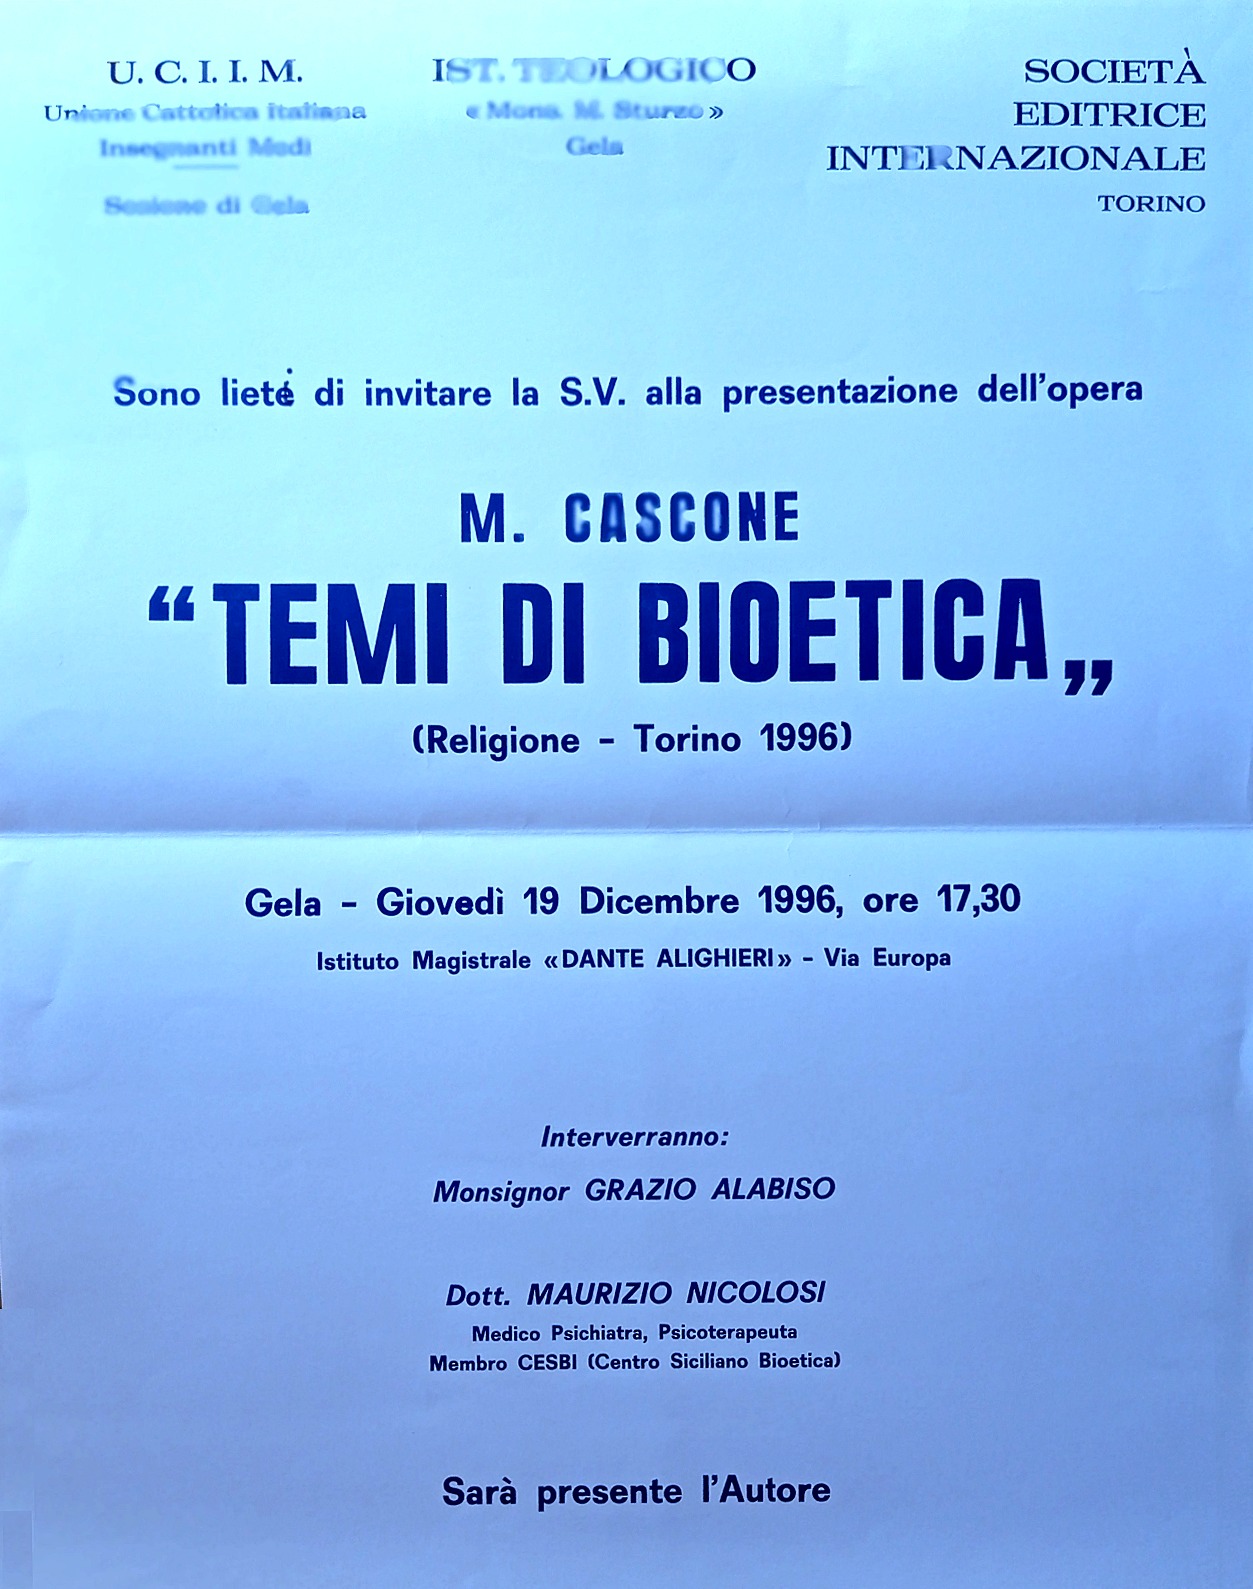 U. C. I. I. M.
Unione Cattolica Italiana
Insegnanti Medi
Sezione di Gela
IST. TEOLOGICO
« Mons. M. Sturzo »
Gela
SOCIETÀ
EDITRICE
INTERNAZIONALE
TORINO
Sono liete di invitare la S.V. alla presentazione dell'opera
M. CASCONE
“TEMI DI BIOETICA„
(Religione - Torino 1996)
Gela - Giovedì 19 Dicembre 1996, ore 17,30
Istituto Magistrale «DANTE ALIGHIERI» - Via Europa
Interverranno:
Monsignor GRAZIO ALABISO
Dott. MAURIZIO NICOLOSI
Medico Psichiatra, Psicoterapeuta
Membro CESBI (Centro Siciliano Bioetica)
Sarà presente l'Autore